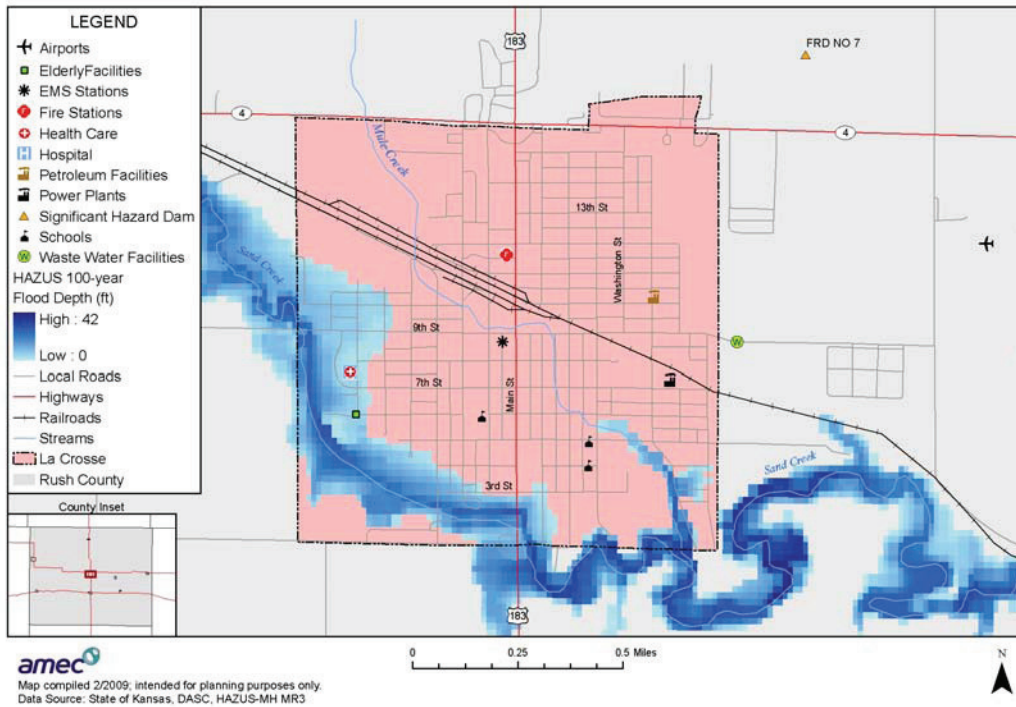 LEGEND
Airports
ElderlyFacilities
EMS Stations
Fire Stations
Health Care
Hospital
Petroleum Facilities
Power Plants
Significant Hazard Dam
Schools
Waste Water Facilities
HAZUS 100-year
Flood Depth (ft)
High : 42
Low : 0
Local Roads
Highways
Railroads
Streams
La Crosse
Rush County
County Inset
183
FRD NO 7
4
4
Mule Creek
13th St
Washington St
Sand Creek
9th St
W
7th St
Main St
3rd St
Sand Creek
183
amec
Map compiled 2/2009; intended for planning purposes only.
Data Source: State of Kansas, DASC, HAZUS-MH MR3
0 0.25 0.5 Miles
N